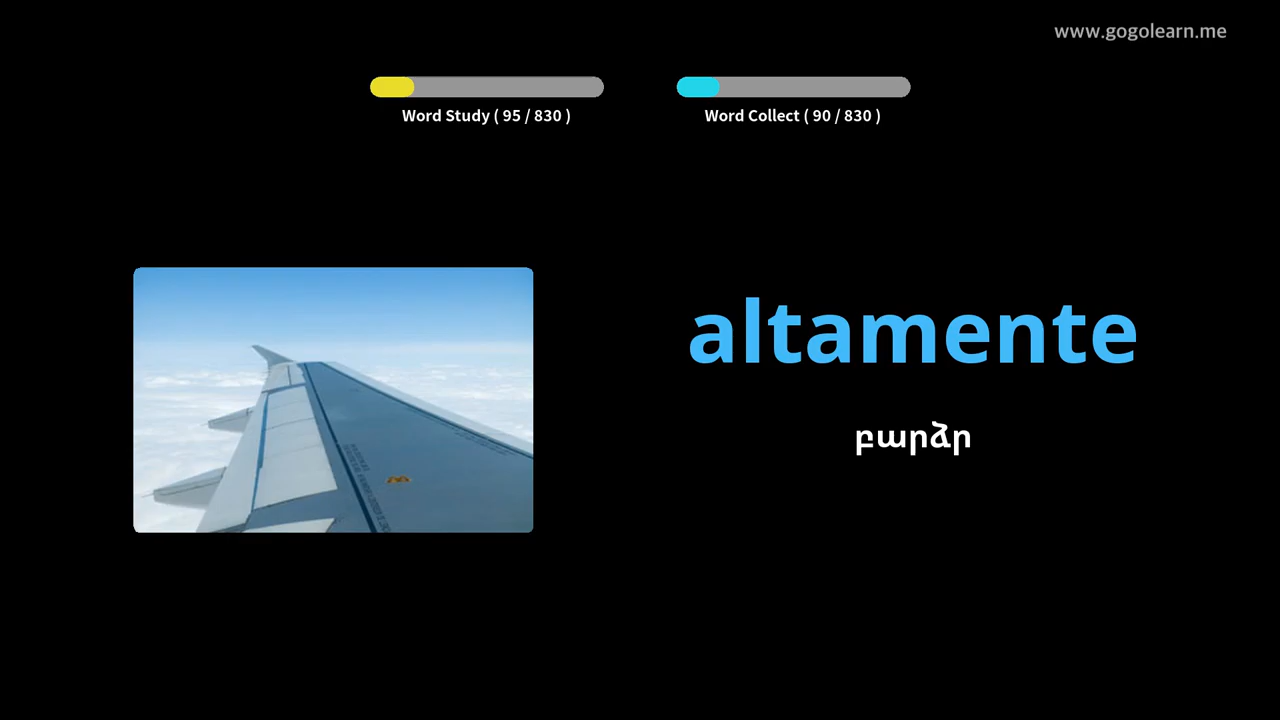 www.gogolearn.me
Word Study ( 95 / 830 )
Word Collect ( 90 / 830 )
altamente
բարձր